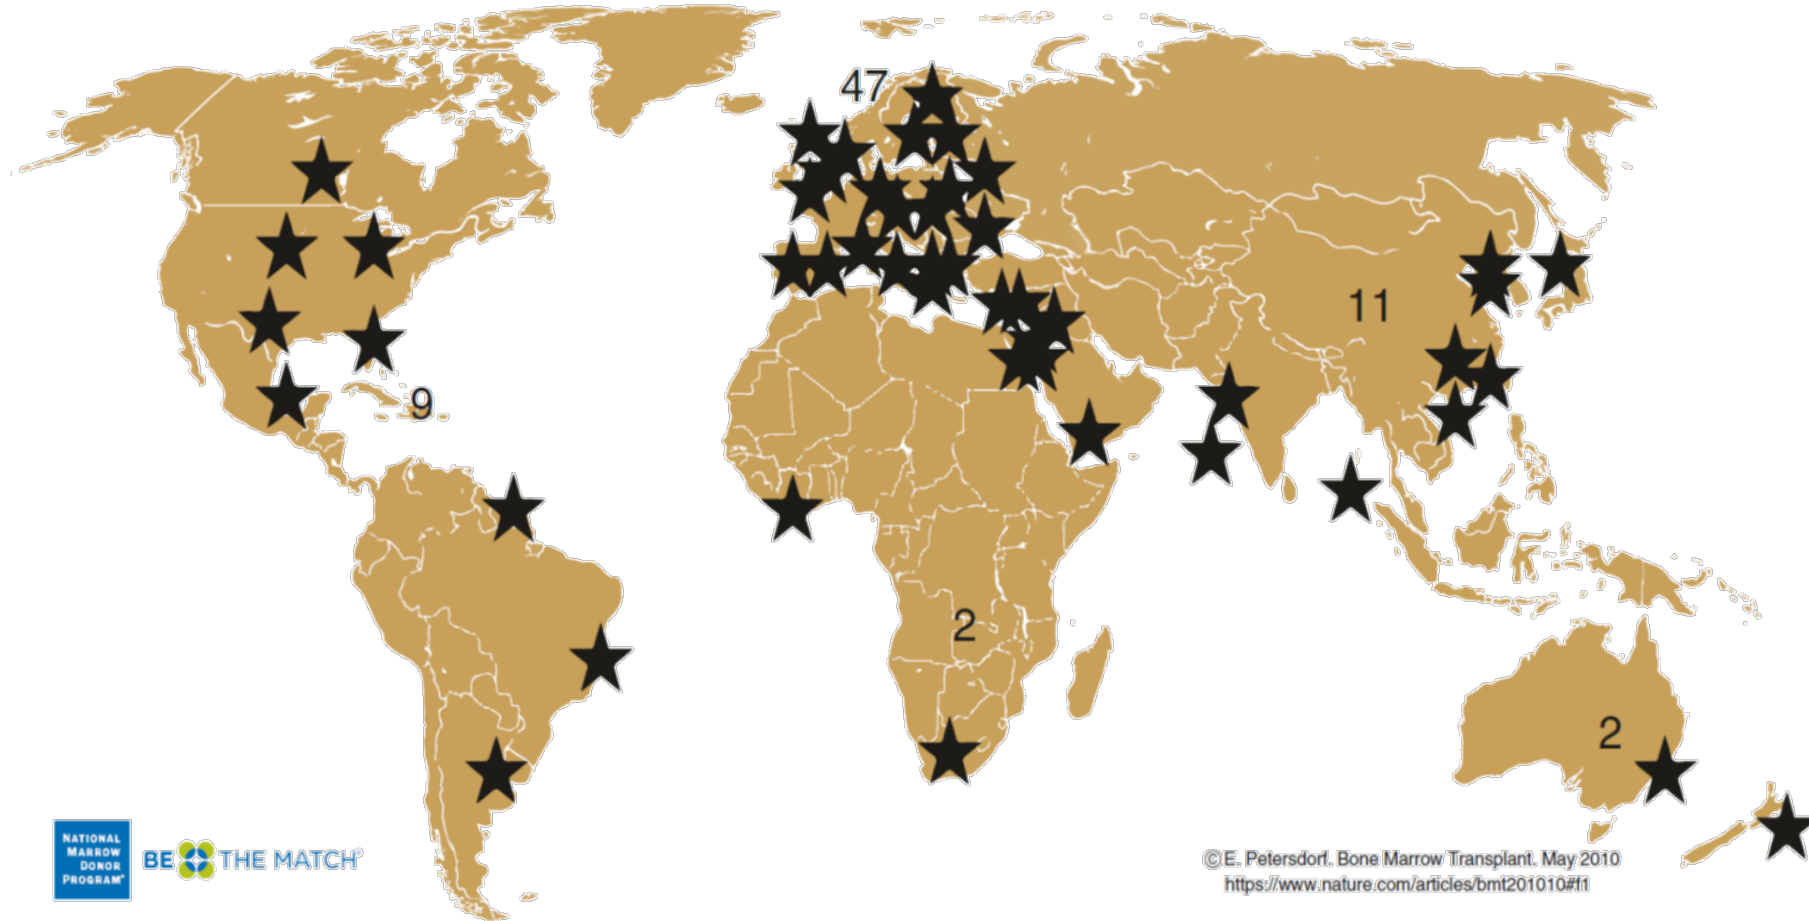 47
11
9
2
2
NATIONAL
MARROW
DONOR
PROGRAM®
BE THE MATCH®
©E. Petersdorf. Bone Marrow Transplant. May 2010
https://www.nature.com/articles/bmt201010#f1